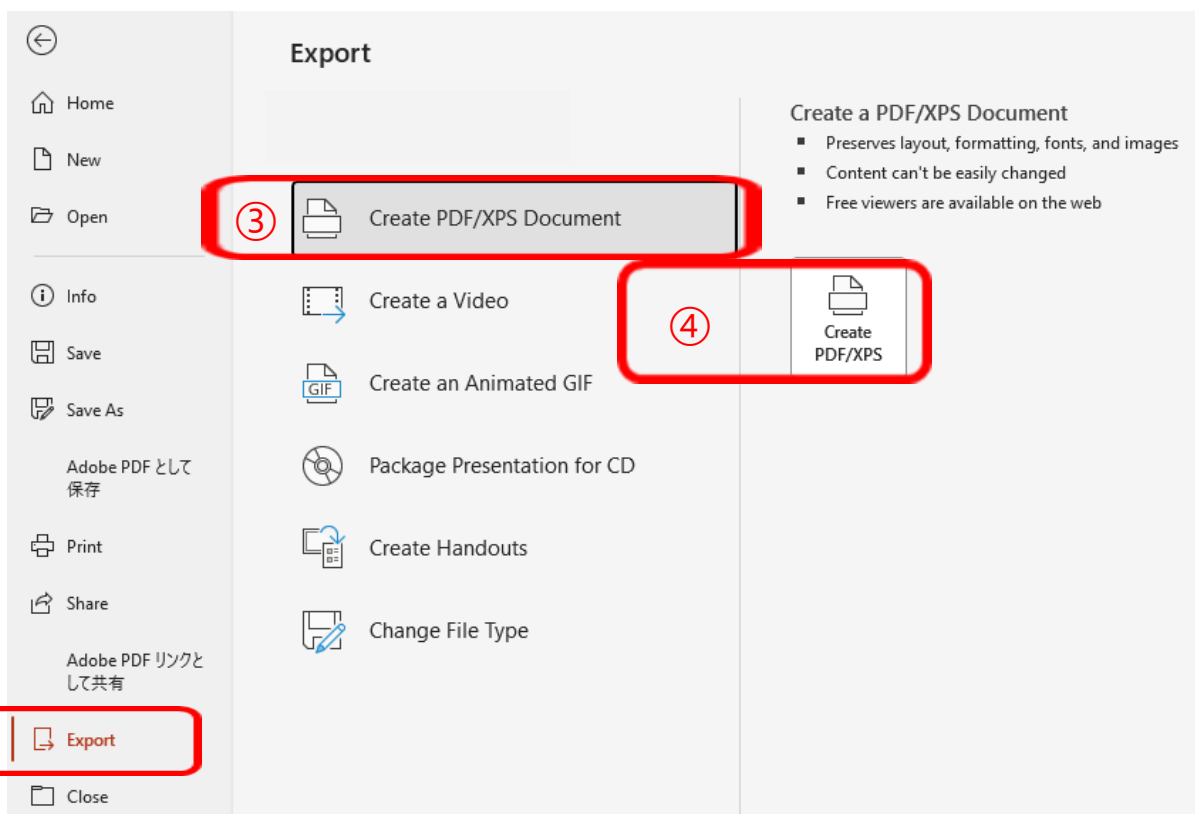 Export
Home
New
Open
Info
Save
Save As
Adobe PDF として
保存
Print
Share
Adobe PDF リンクと
して共有
Export
Close
③
Create PDF/XPS Document
Create a Video
GIF
Create an Animated GIF
Package Presentation for CD
Create Handouts
Change File Type
Create a PDF/XPS Document
Preserves layout, formatting, fonts, and images
Content can't be easily changed
Free viewers are available on the web
④
Create
PDF/XPS